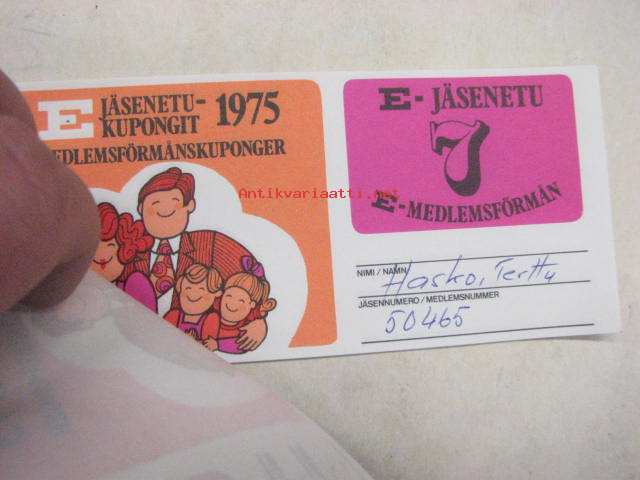 E JÄSENETU-
KUPONGIT 1975
MEDLEMSFÖRMÅNSKUPONGER
E- JÄSENETU
7
E-MEDLEMSFÖRMÅN
NIMI / NAMN
Hasko, Terttu
JÄSENNUMERO / MEDLEMSNUMMER
50465
Antikvariaatti.net